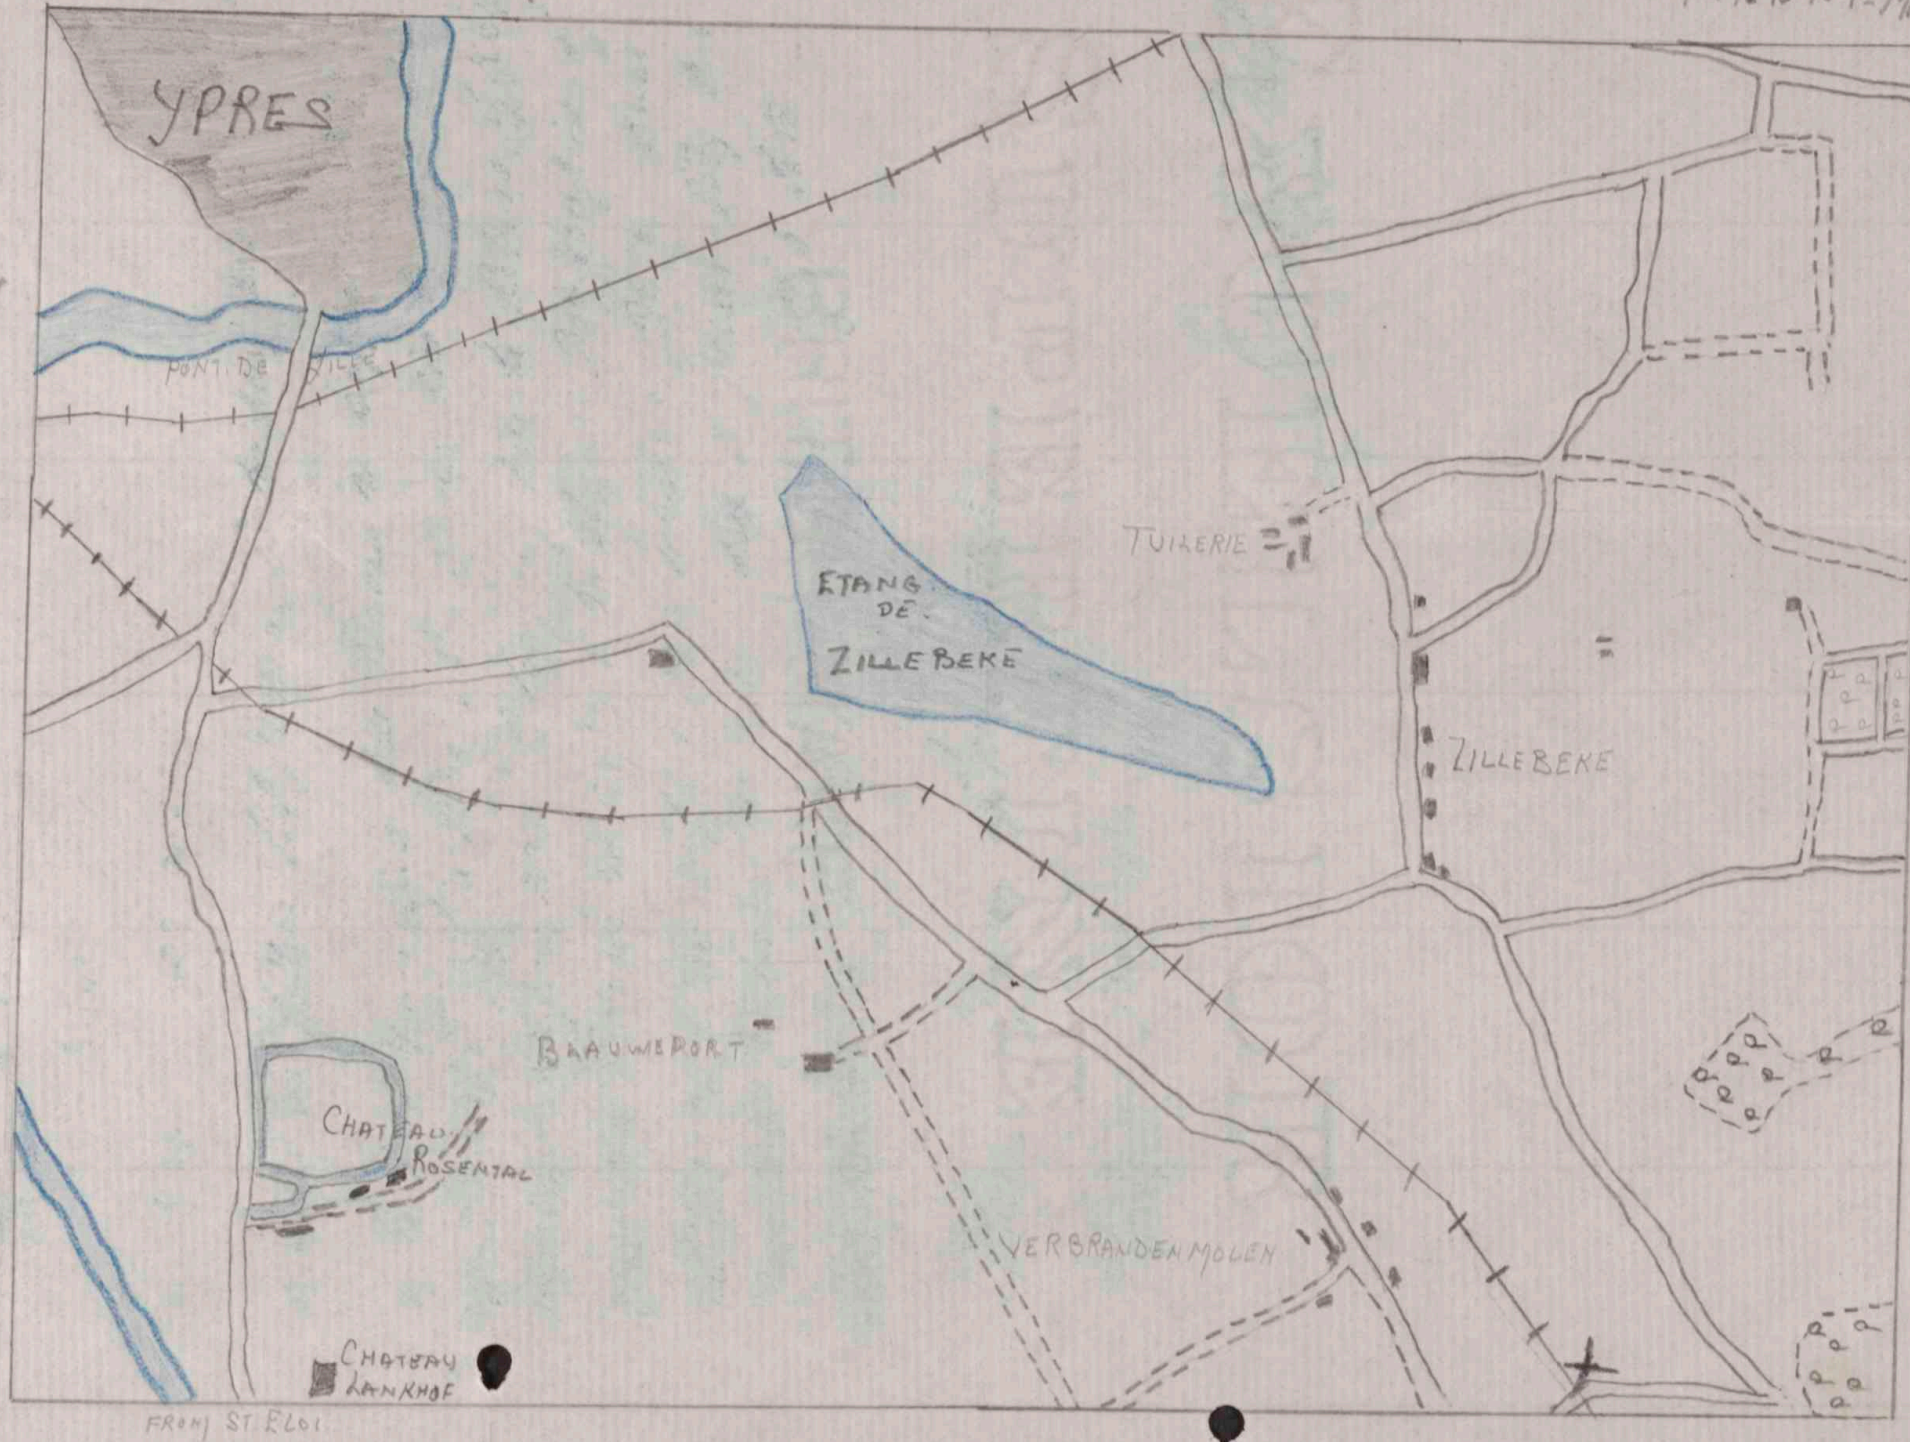 YPRES
PONT. DE VILLE
ETANG.
DE.
ZILLEBEKE
TUILERIE
ZILLEBEKE
BLAUWEPORT
CHATEAU.
ROSENTAL
VERBRANDENMOLEN
CHATEAU
LANKHOF
FROM ST. ELOI.